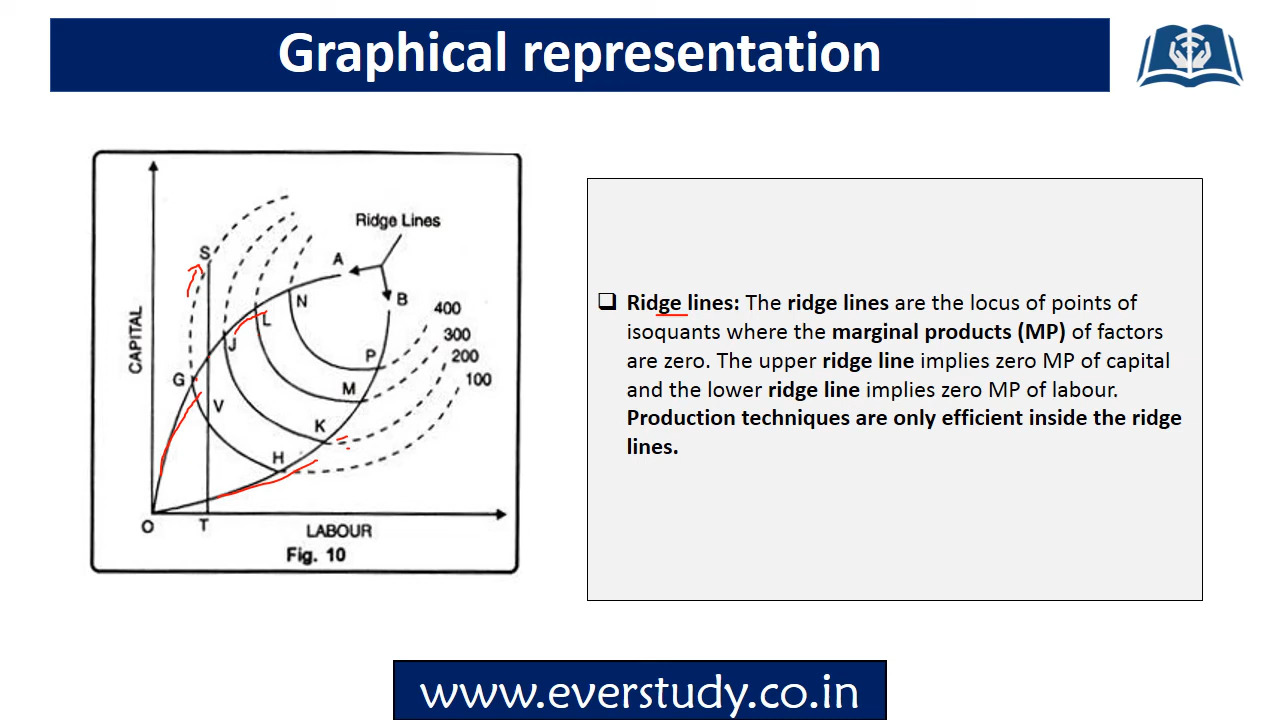 Graphical representation
Ridge Lines
S
A
N
B
400
L
300
J
P
200
G
M
100
V
K
H
CAPITAL
O
T
LABOUR
Fig. 10
❑ Ridge lines: The ridge lines are the locus of points of
isoquants where the marginal products (MP) of factors
are zero. The upper ridge line implies zero MP of capital
and the lower ridge line implies zero MP of labour.
Production techniques are only efficient inside the ridge
lines.
www.everstudy.co.in